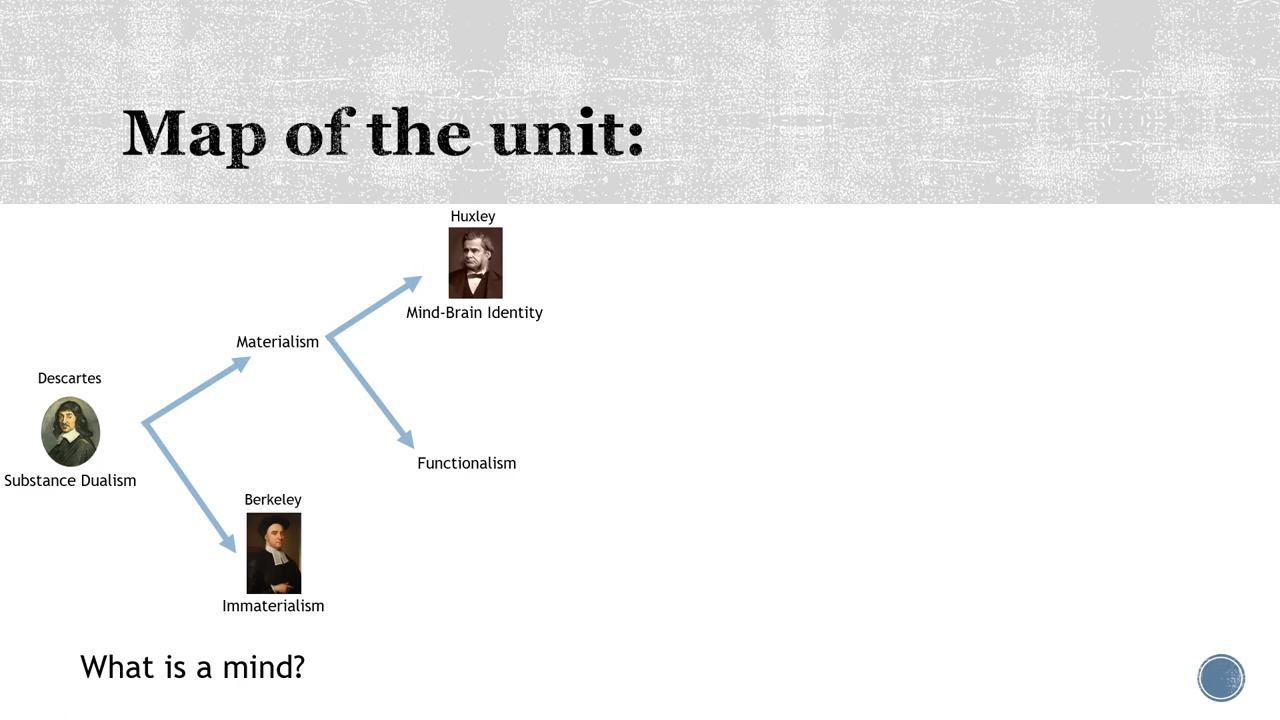 Map of the unit:
Huxley
Mind-Brain Identity
Materialism
Descartes
Substance Dualism
Functionalism
Berkeley
Immaterialism
What is a mind?